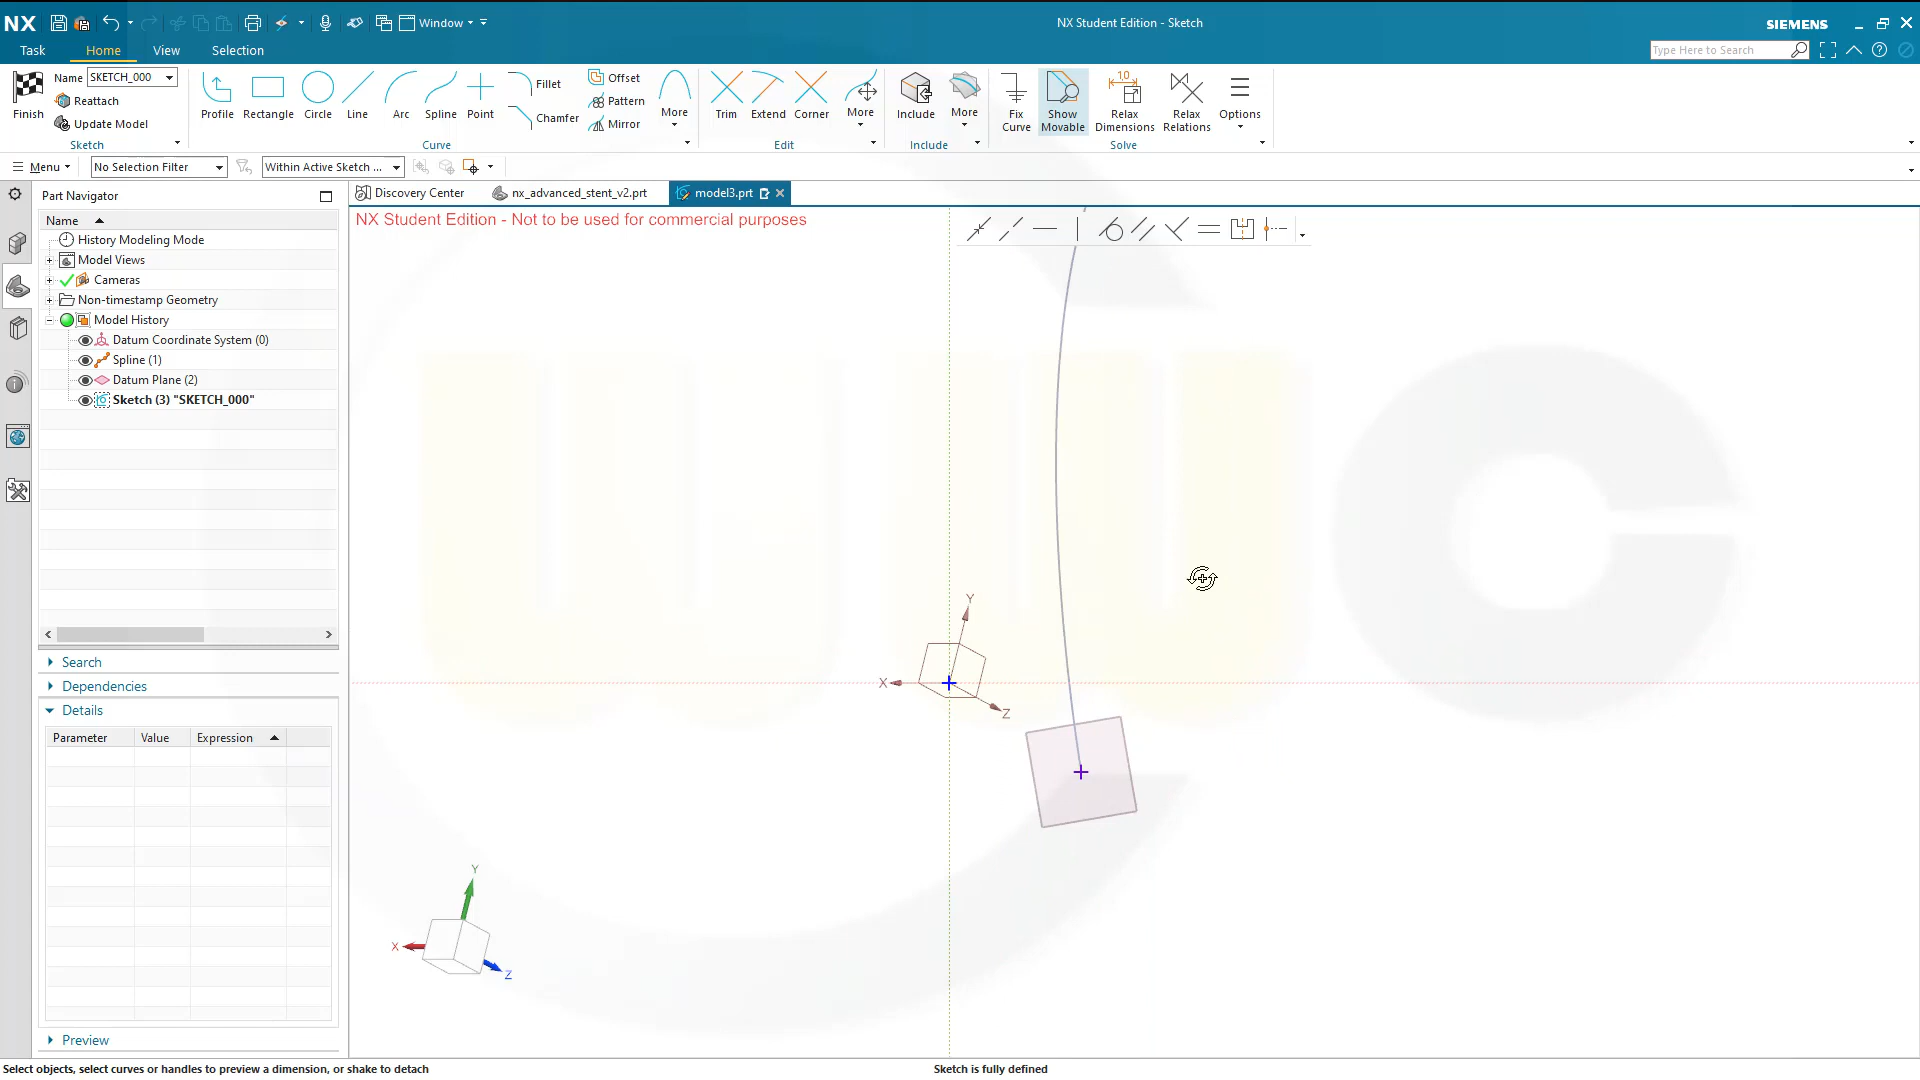 NX Window NX Student Edition - Sketch SIEMENS
Task Home View Selection Type Here to Search
Finish Name SKETCH_000 Reattach Update Model
Profile Rectangle Circle Line Arc Spline Point Fillet Chamfer Offset Pattern Mirror More
Trim Extend Corner More Include More
Fix Curve Show Movable 1,0 Relax Dimensions Relax Relations Options
Sketch Curve Edit Include Solve
Menu No Selection Filter Within Active Sketch ...
Part Navigator Discovery Center nx_advanced_stent_v2.prt model3.prt
Name
NX Student Edition - Not to be used for commercial purposes
History Modeling Mode
Model Views
Cameras
Non-timestamp Geometry
Model History
Datum Coordinate System (0)
Spline (1)
Datum Plane (2)
Sketch (3) "SKETCH_000"
Y
X
Z
Search
Dependencies
Details
Parameter Value Expression
Y
X
Z
Preview
Select objects, select curves or handles to preview a dimension, or shake to detach Sketch is fully defined